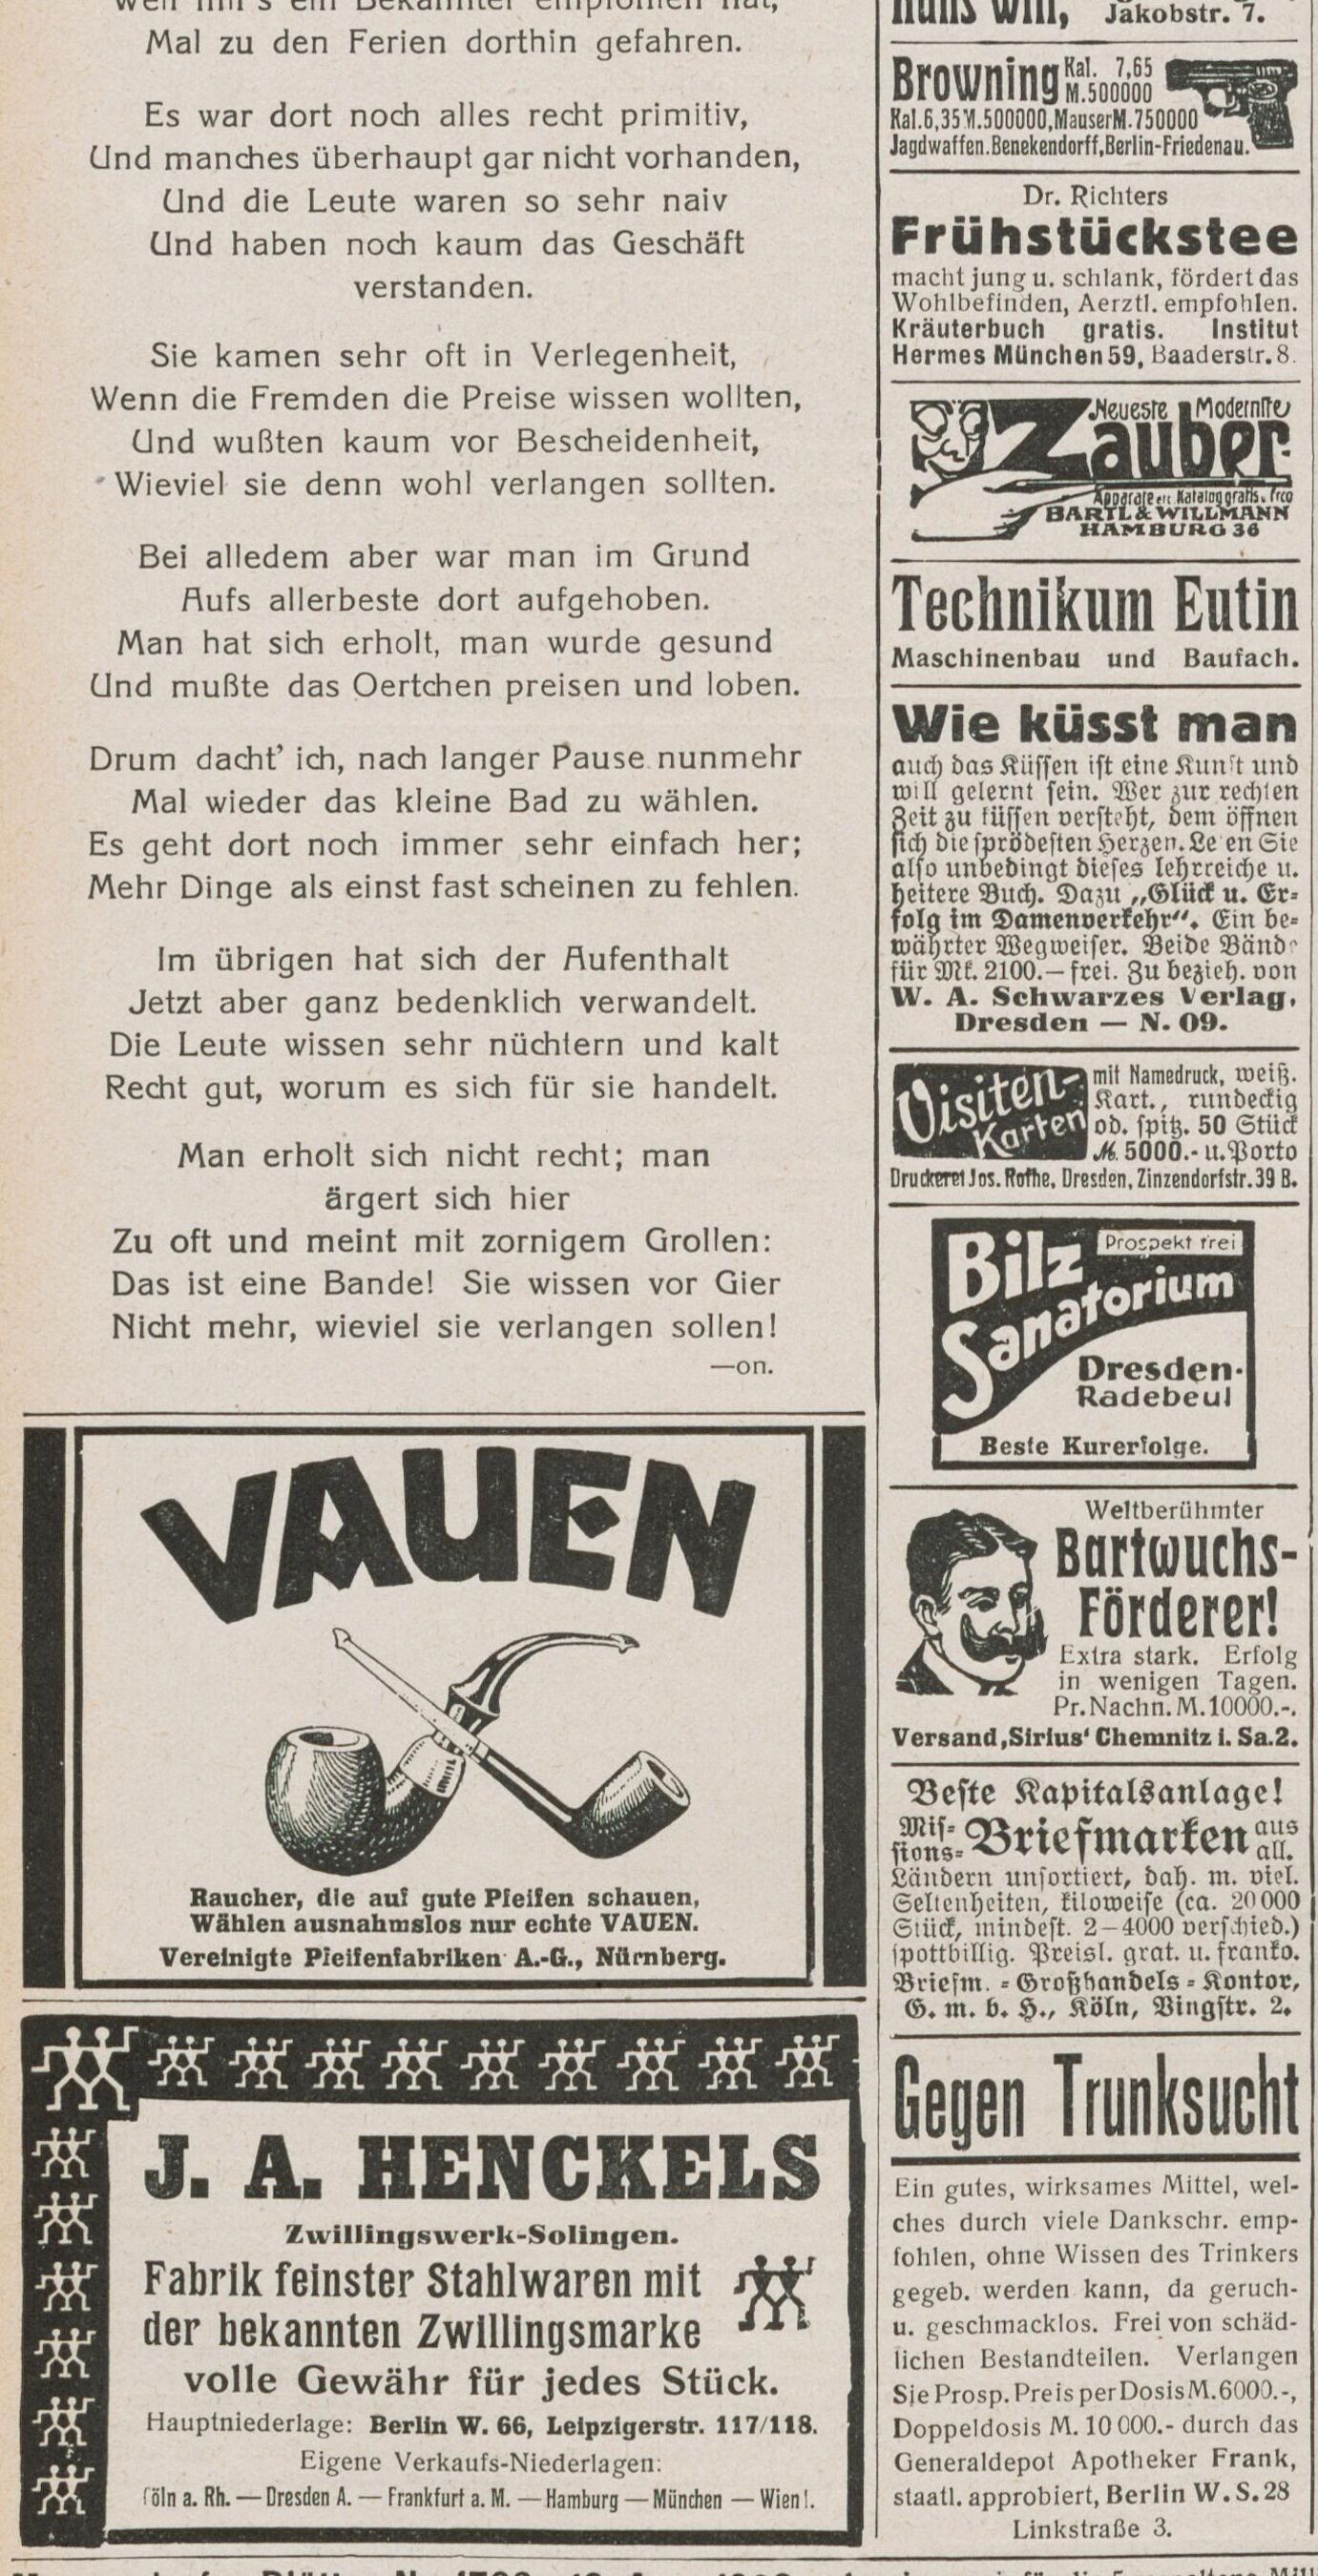 Weil mir's ein Bekannter empfohlen hat,
Mal zu den Ferien dorthin gefahren.
Es war dort noch alles recht primitiv,
Und manches überhaupt gar nicht vorhanden,
Und die Leute waren so sehr naiv
Und haben noch kaum das Geschäft
verstanden.
Sie kamen sehr oft in Verlegenheit,
Wenn die Fremden die Preise wissen wollten,
Und wußten kaum vor Bescheidenheit,
Wieviel sie denn wohl verlangen sollten.
Bei alledem aber war man im Grund
Aufs allerbeste dort aufgehoben.
Man hat sich erholt, man wurde gesund
Und mußte das Oertchen preisen und loben.
Drum dacht' ich, nach langer Pause nunmehr
Mal wieder das kleine Bad zu wählen.
Es geht dort noch immer sehr einfach her;
Mehr Dinge als einst fast scheinen zu fehlen.
Im übrigen hat sich der Aufenthalt
Jetzt aber ganz bedenklich verwandelt.
Die Leute wissen sehr nüchtern und kalt
Recht gut, worum es sich für sie handelt.
Man erholt sich nicht recht; man
ärgert sich hier
Zu oft und meint mit zornigem Grollen:
Das ist eine Bande! Sie wissen vor Gier
Nicht mehr, wieviel sie verlangen sollen!
—on.
VAUEN
Raucher, die auf gute Pfeifen schauen,
Wählen ausnahmslos nur echte VAUEN.
Vereinigte Pfeifenfabriken A.-G., Nürnberg.
J. A. HENCKELS
Zwillingswerk-Solingen.
Fabrik feinster Stahlwaren mit
der bekannten Zwillingsmarke
volle Gewähr für jedes Stück.
Hauptniederlage: Berlin W. 66, Leipzigerstr. 117/118.
Eigene Verkaufs-Niederlagen:
Cöln a. Rh. — Dresden A. — Frankfurt a. M. — Hamburg — München — Wien I.
Jakobstr. 7.
Browning Kal. 7,65
M. 500000
Kal. 6,35 M. 500000, Mauser M. 750000
Jagdwaffen. Benekendorff, Berlin-Friedenau.
Dr. Richters
Frühstückstee
macht jung u. schlank, fördert das
Wohlbefinden, Aerztl. empfohlen.
Kräuterbuch gratis. Institut
Hermes München 59, Baaderstr. 8.
Neueste Modernste
Zauber
Apparate etc. Katalog gratis. frco
BARTL & WILLMANN
HAMBURG 36
Technikum Eutin
Maschinenbau und Baufach.
Wie küsst man
auch das Küssen ist eine Kunst und
will gelernt sein. Wer zur rechten
Zeit zu küssen versteht, dem öffnen
sich die sprödesten Herzen. Le en Sie
also unbedingt dieses lehrreiche u.
heitere Buch. Dazu „Glück u. Er-
folg im Damenverkehr". Ein be-
währter Wegweiser. Beide Bände
für Mk. 2100.— frei. Zu bezieh. von
W. A. Schwarzes Verlag,
Dresden — N. 09.
Visiten-
Karten
mit Namedruck, weiß.
Kart., rundeckig
od. spitz. 50 Stück
M. 5000.- u. Porto
Druckerei Jos. Rothe, Dresden, Zinzendorfstr. 39 B.
Bilz
Prospekt frei
Sanatorium
Dresden-
Radebeul
Beste Kurerfolge.
Weltberühmter
Bartwuchs-
Förderer!
Extra stark. Erfolg
in wenigen Tagen.
Pr. Nachn. M. 10000.-.
Versand ‚Sirius' Chemnitz i. Sa. 2.
Beste Kapitalsanlage!
Mis-
sions- Briefmarken aus
all.
Ländern unsortiert, dah. m. viel.
Seltenheiten, kiloweise (ca. 20 000
Stück, mindest. 2—4000 verschied.)
spottbillig. Preisl. grat. u. franko.
Briefm. - Großhandels - Kontor,
G. m. b. H., Köln, Bingstr. 2.
Gegen Trunksucht
Ein gutes, wirksames Mittel, wel-
ches durch viele Dankschr. emp-
fohlen, ohne Wissen des Trinkers
gegeb. werden kann, da geruch-
u. geschmacklos. Frei von schäd-
lichen Bestandteilen. Verlangen
Sie Prosp. Preis per Dosis M. 6000.-,
Doppeldosis M. 10 000.- durch das
Generaldepot Apotheker Frank,
staatl. approbiert, Berlin W. S. 28
Linkstraße 3.